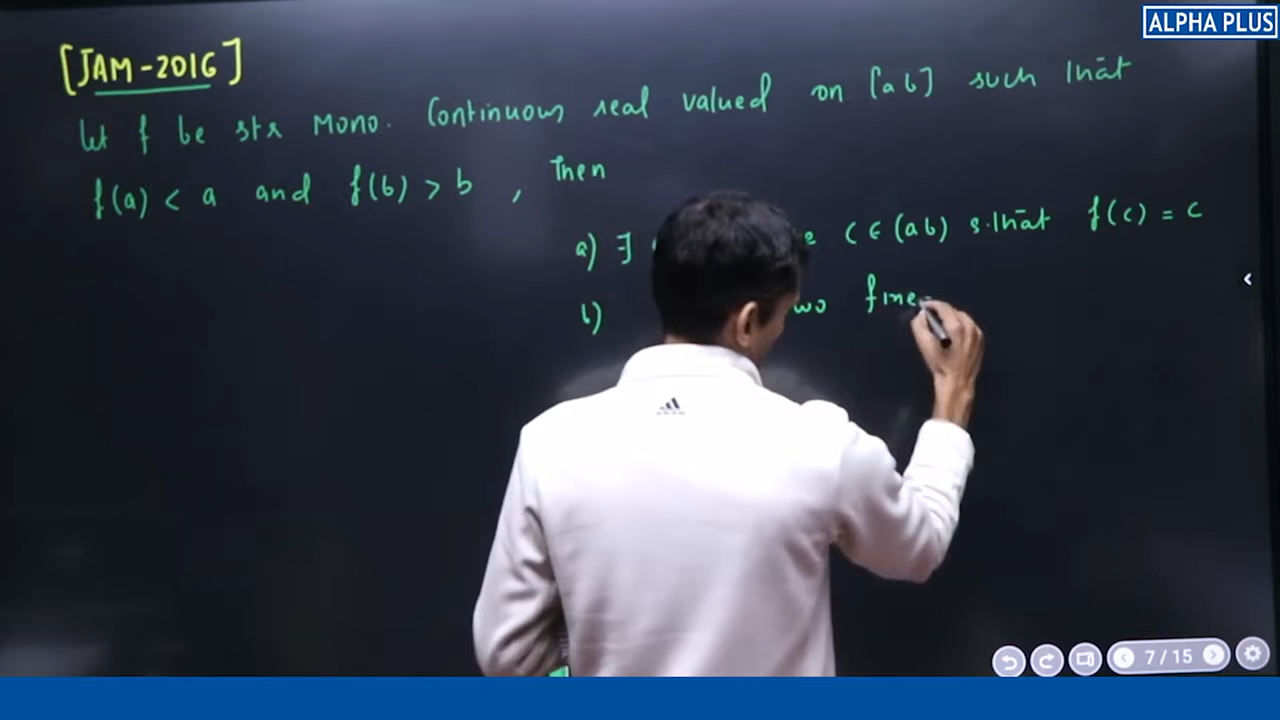 ALPHA PLUS
[JAM-2016]
let f be str Mono. Continuous real valued on [a b] such that
f(a) < a and f(b) > b , Then
a) ∃ C ∈ (a b) s.that f(c) = c
b) fixe
7 / 15